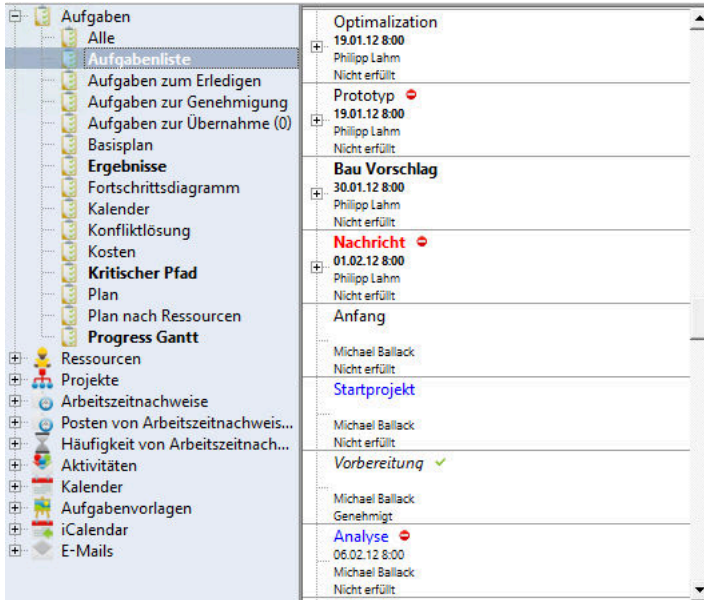 Aufgaben
Alle
Aufgabenliste
Aufgaben zum Erledigen
Aufgaben zur Genehmigung
Aufgaben zur Übernahme (0)
Basisplan
Ergebnisse
Fortschrittsdiagramm
Kalender
Konfliktlösung
Kosten
Kritischer Pfad
Plan
Plan nach Ressourcen
Progress Gantt
Ressourcen
Projekte
Arbeitszeitnachweise
Posten von Arbeitszeitnachweis...
Häufigkeit von Arbeitszeitnach...
Aktivitäten
Kalender
Aufgabenvorlagen
iCalendar
E-Mails
Optimalization
19.01.12 8:00
Philipp Lahm
Nicht erfüllt
Prototyp
19.01.12 8:00
Philipp Lahm
Nicht erfüllt
Bau Vorschlag
30.01.12 8:00
Philipp Lahm
Nicht erfüllt
Nachricht
01.02.12 8:00
Philipp Lahm
Nicht erfüllt
Anfang
Michael Ballack
Nicht erfüllt
Startprojekt
Michael Ballack
Nicht erfüllt
Vorbereitung
Michael Ballack
Genehmigt
Analyse
06.02.12 8:00
Michael Ballack
Nicht erfüllt